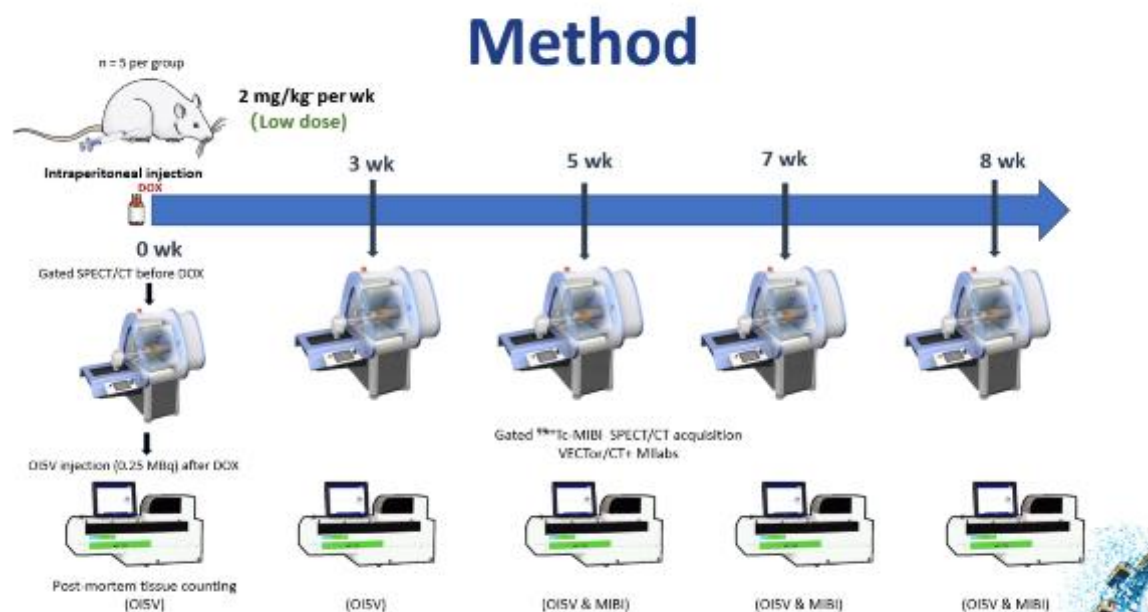 Method
n = 5 per group
2 mg/kg- per wk
(Low dose)
Intraperitoneal injection
DOX
3 wk
5 wk
7 wk
8 wk
0 wk
Gated SPECT/CT before DOX
Gated ⁹⁹ᵐTc-MIBI SPECT/CT acquisition
VECTor/CT+ MIlabs
OI5V injection (0.25 MBq) after DOX
Post-mortem tissue counting
(OI5V)
(OI5V)
(OI5V & MIBI)
(OI5V & MIBI)
(OI5V & MIBI)